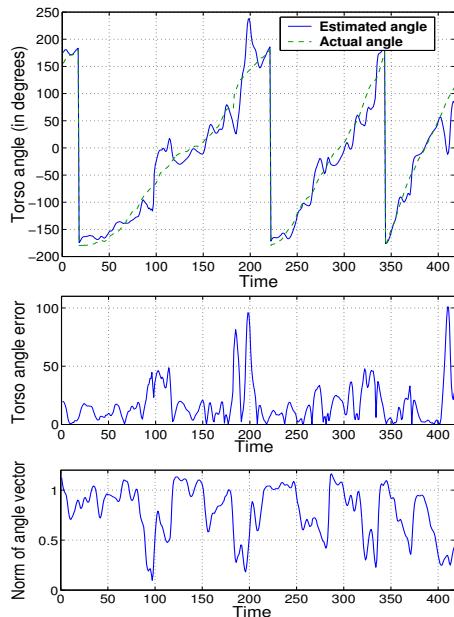 250
200
150
100
50
0
−50
−100
−150
−200
Torso angle (in degrees)
Estimated angle
Actual angle
0 50 100 150 200 250 300 350 400
Time
100
50
0
Torso angle error
0 50 100 150 200 250 300 350 400
Time
1
0.5
0
Norm of angle vector
0 50 100 150 200 250 300 350 400
Time